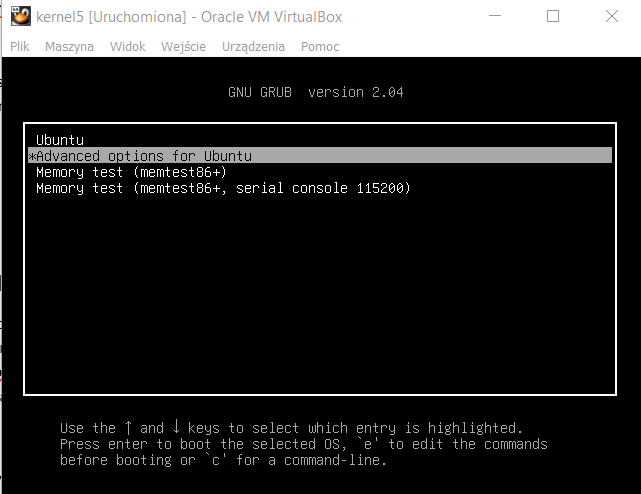 kernel5 [Uruchomiona] - Oracle VM VirtualBox
Plik Maszyna Widok Wejście Urządzenia Pomoc
GNU GRUB version 2.04
Ubuntu
*Advanced options for Ubuntu
Memory test (memtest86+)
Memory test (memtest86+, serial console 115200)
Use the ↑ and ↓ keys to select which entry is highlighted.
Press enter to boot the selected OS, `e' to edit the commands
before booting or `c' for a command-line.